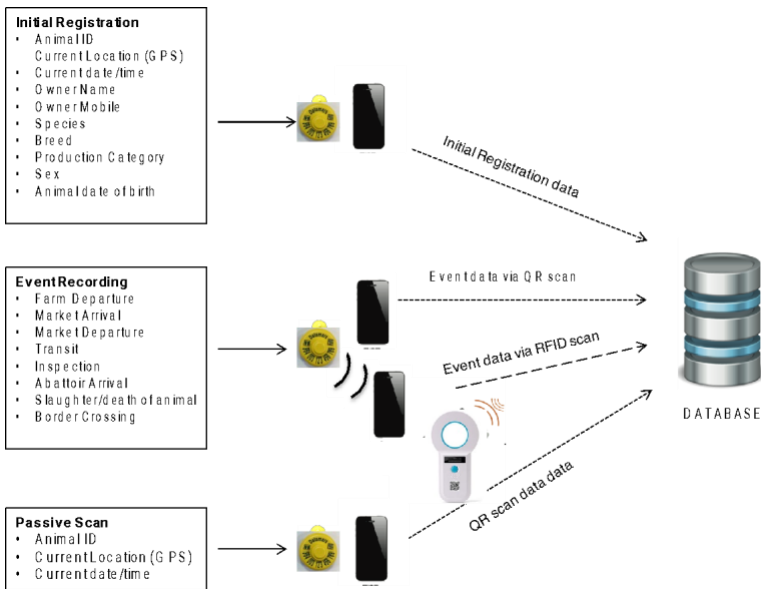 Initial Registration
• Animal ID
Current Location (GPS)
• Current date/time
• Owner Name
• Owner Mobile
• Species
• Breed
• Production Category
• Sex
• Animal date of birth
Initial Registration data
Event Recording
• Farm Departure
• Market Arrival
• Market Departure
• Transit
• Inspection
• Abattoir Arrival
• Slaughter/death of animal
• Border Crossing
Event data via QR scan
Event data via RFID scan
DATABASE
QR scan data data
Passive Scan
• Animal ID
• Current Location (GPS)
• Current date/time